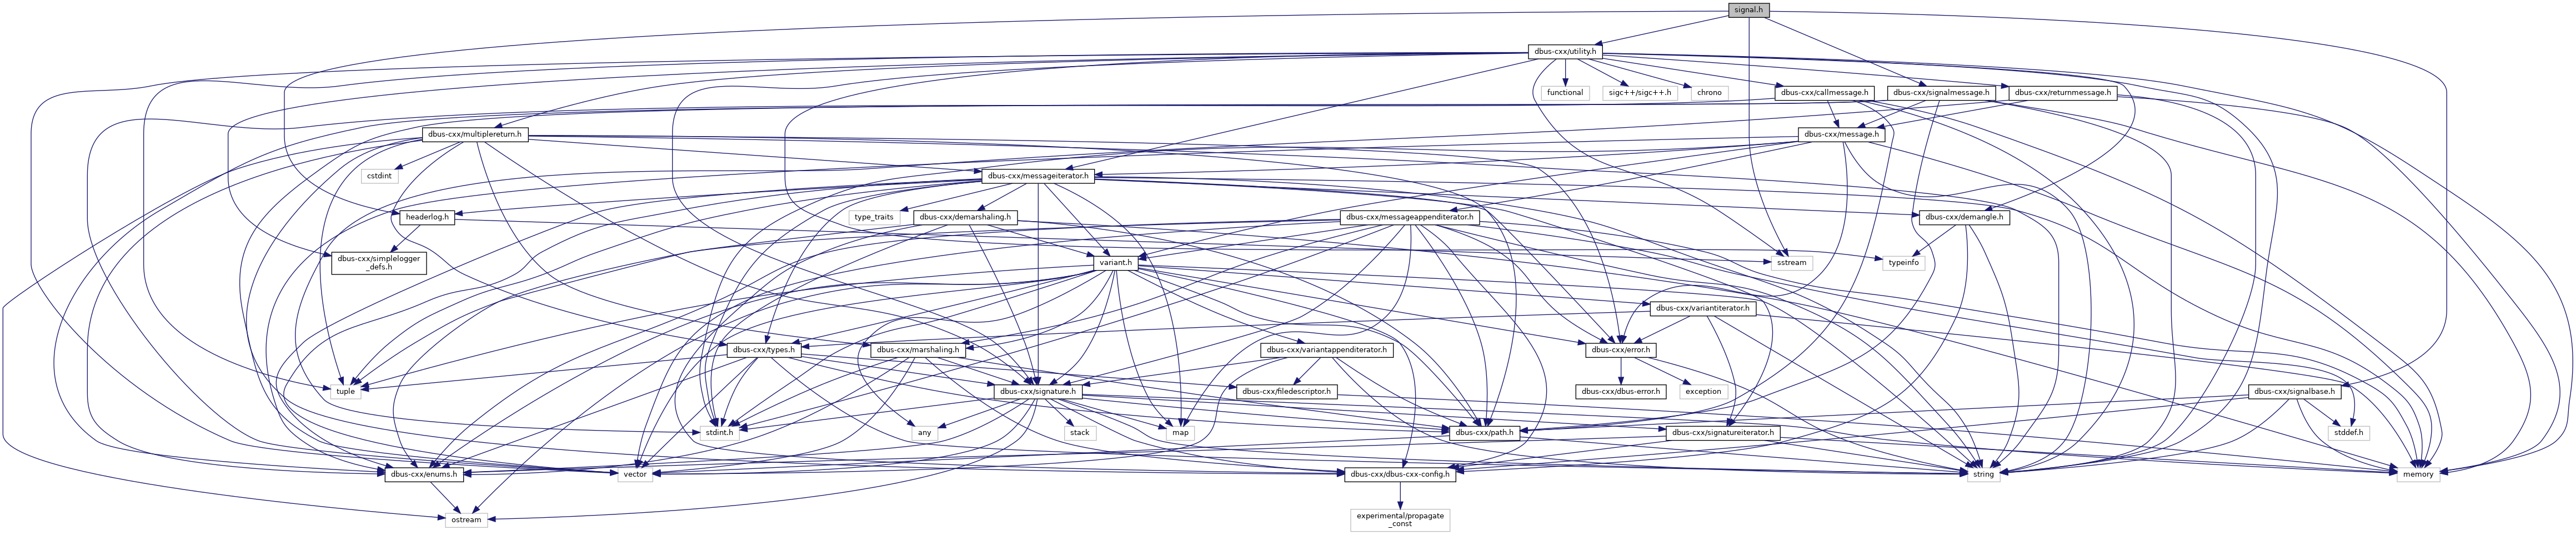 signal.h
dbus-cxx/utility.h
functional
sigc++/sigc++.h
chrono
dbus-cxx/callmessage.h
dbus-cxx/signalmessage.h
dbus-cxx/returnmessage.h
dbus-cxx/multiplereturn.h
dbus-cxx/message.h
cstdint
dbus-cxx/messageiterator.h
headerlog.h
type_traits
dbus-cxx/demarshaling.h
dbus-cxx/messageappenditerator.h
dbus-cxx/demangle.h
dbus-cxx/simplelogger
_defs.h
variant.h
sstream
typeinfo
dbus-cxx/variantiterator.h
dbus-cxx/types.h
dbus-cxx/marshaling.h
dbus-cxx/variantappenditerator.h
dbus-cxx/error.h
tuple
dbus-cxx/signature.h
dbus-cxx/filedescriptor.h
dbus-cxx/dbus-error.h
exception
dbus-cxx/signalbase.h
stdint.h
any
stack
map
dbus-cxx/path.h
dbus-cxx/signatureiterator.h
stddef.h
dbus-cxx/enums.h
vector
dbus-cxx/dbus-cxx-config.h
string
memory
ostream
experimental/propagate
_const